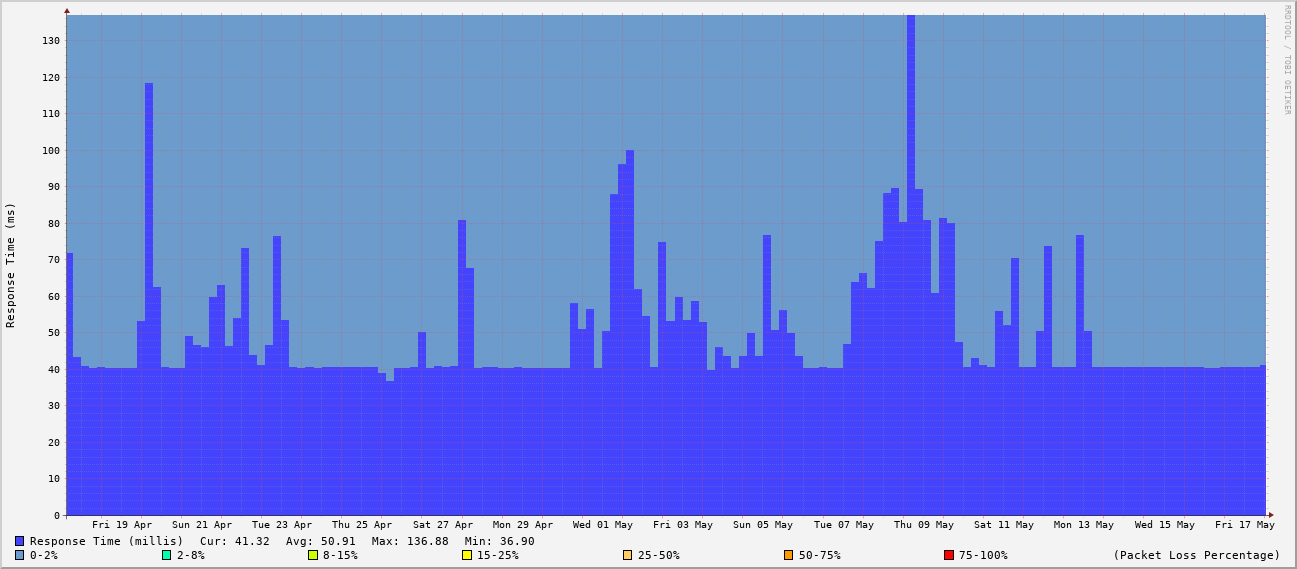 RRDTOOL / TOBI OETIKER
Response Time (ms)
130
120
110
100
90
80
70
60
50
40
30
20
10
0
Fri 19 Apr Sun 21 Apr Tue 23 Apr Thu 25 Apr Sat 27 Apr Mon 29 Apr Wed 01 May Fri 03 May Sun 05 May Tue 07 May Thu 09 May Sat 11 May Mon 13 May Wed 15 May Fri 17 May
Response Time (millis) Cur: 41.32 Avg: 50.91 Max: 136.88 Min: 36.90
0-2% 2-8% 8-15% 15-25% 25-50% 50-75% 75-100% (Packet Loss Percentage)